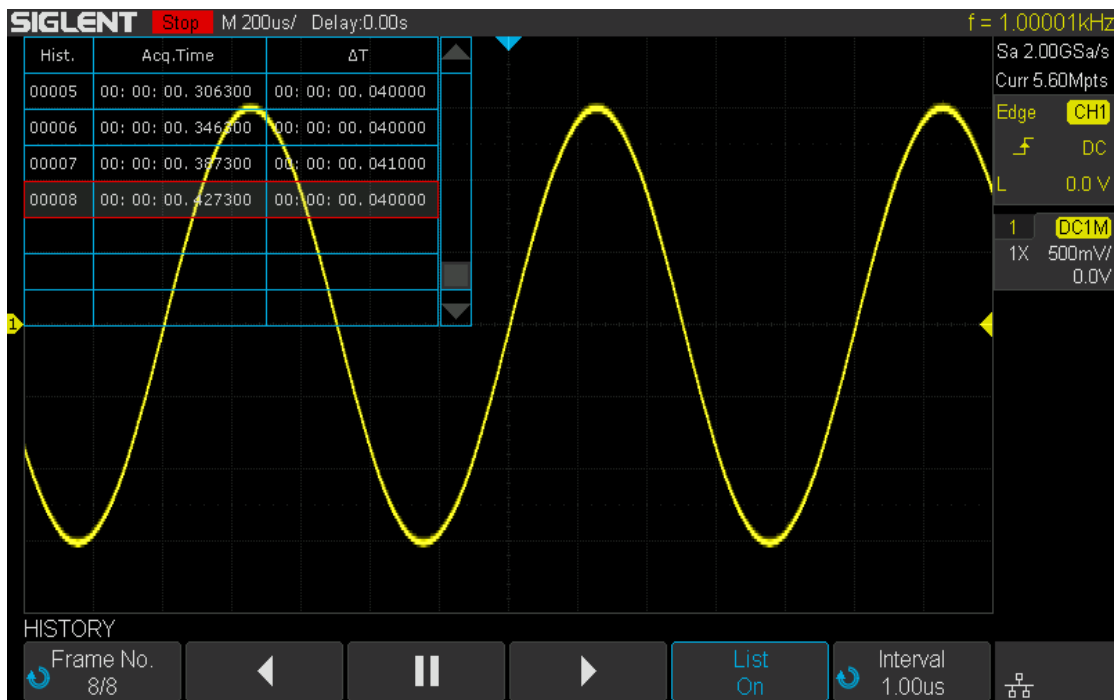 SIGLENT Stop M 200us/ Delay:0.00s f = 1.00001kHz
Sa 2.00GSa/s
Curr 5.60Mpts
Edge CH1
DC
L 0.0 V
1 DC1M
1X 500mV/
0.0V
Hist. Acq.Time ΔT
00005 00: 00: 00. 306300 00: 00: 00. 040000
00006 00: 00: 00. 346300 00: 00: 00. 040000
00007 00: 00: 00. 387300 00: 00: 00. 041000
00008 00: 00: 00. 427300 00: 00: 00. 040000
1
HISTORY
Frame No.
8/8
List
On
Interval
1.00us